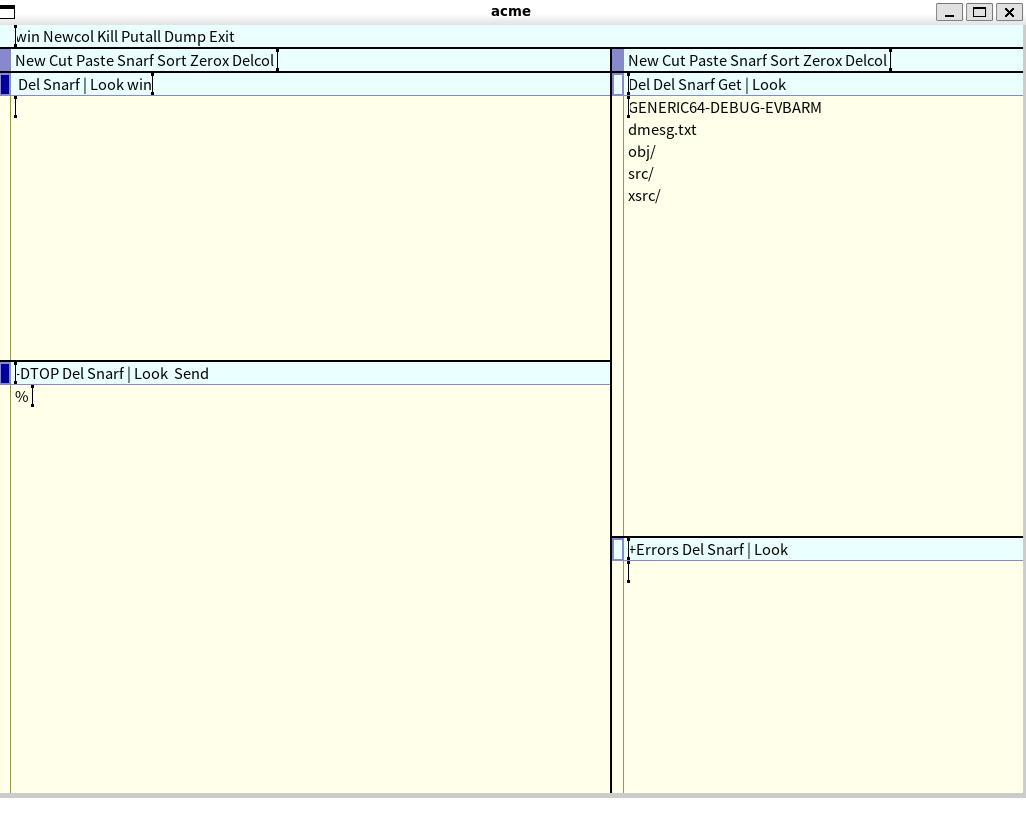 acme
win Newcol Kill Putall Dump Exit
New Cut Paste Snarf Sort Zerox Delcol
Del Snarf | Look win
-DTOP Del Snarf | Look Send
%
New Cut Paste Snarf Sort Zerox Delcol
Del Del Snarf Get | Look
GENERIC64-DEBUG-EVBARM
dmesg.txt
obj/
src/
xsrc/
+Errors Del Snarf | Look